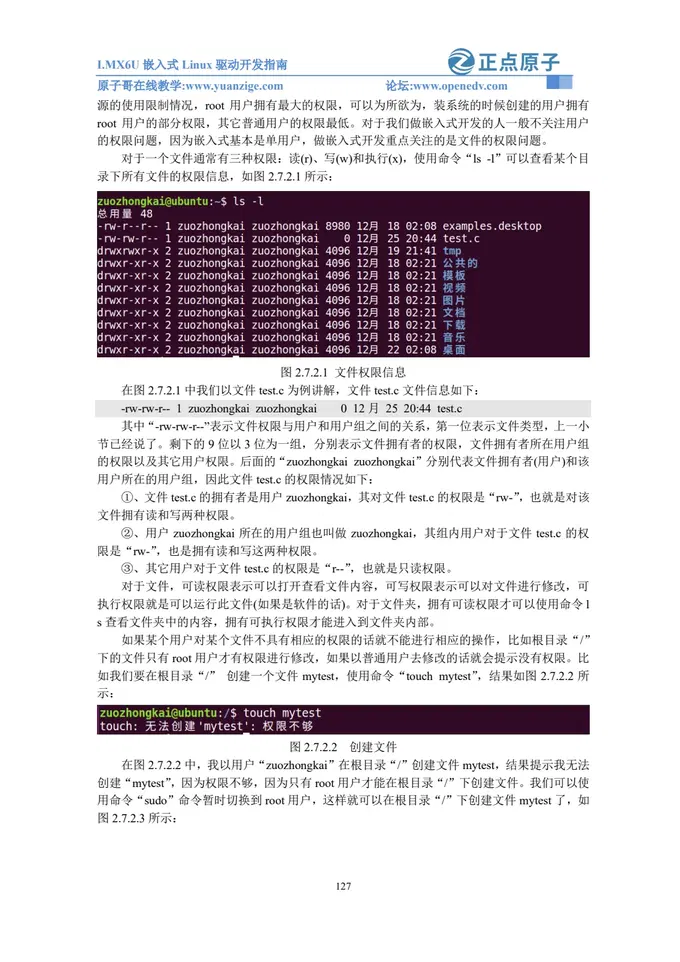 I.MX6U 嵌入式 Linux 驱动开发指南
正点原子
原子哥在线教学:www.yuanzige.com 论坛:www.openedv.com
源的使用限制情况，root 用户拥有最大的权限，可以为所欲为，装系统的时候创建的用户拥有
root 用户的部分权限，其它普通用户的权限最低。对于我们做嵌入式开发的人一般不关注用户
的权限问题，因为嵌入式基本是单用户，做嵌入式开发重点关注的是文件的权限问题。
对于一个文件通常有三种权限：读(r)、写(w)和执行(x)，使用命令“ls -l”可以查看某个目
录下所有文件的权限信息，如图 2.7.2.1 所示：
zuozhongkai@ubuntu:~$ ls -l
总用量 48
-rw-r--r-- 1 zuozhongkai zuozhongkai 8980 12月 18 02:08 examples.desktop
-rw-rw-r-- 1 zuozhongkai zuozhongkai 0 12月 25 20:44 test.c
drwxrwxr-x 2 zuozhongkai zuozhongkai 4096 12月 19 21:41 tmp
drwxr-xr-x 2 zuozhongkai zuozhongkai 4096 12月 18 02:21 公共的
drwxr-xr-x 2 zuozhongkai zuozhongkai 4096 12月 18 02:21 模板
drwxr-xr-x 2 zuozhongkai zuozhongkai 4096 12月 18 02:21 视频
drwxr-xr-x 2 zuozhongkai zuozhongkai 4096 12月 18 02:21 图片
drwxr-xr-x 2 zuozhongkai zuozhongkai 4096 12月 18 02:21 文档
drwxr-xr-x 2 zuozhongkai zuozhongkai 4096 12月 18 02:21 下载
drwxr-xr-x 2 zuozhongkai zuozhongkai 4096 12月 18 02:21 音乐
drwxr-xr-x 2 zuozhongkai zuozhongkai 4096 12月 22 02:08 桌面
图 2.7.2.1 文件权限信息
在图 2.7.2.1 中我们以文件 test.c 为例讲解，文件 test.c 文件信息如下：
-rw-rw-r-- 1 zuozhongkai zuozhongkai 0 12 月 25 20:44 test.c
其中“-rw-rw-r--”表示文件权限与用户和用户组之间的关系，第一位表示文件类型，上一小
节已经说了。剩下的 9 位以 3 位为一组，分别表示文件拥有者的权限，文件拥有者所在用户组
的权限以及其它用户权限。后面的“zuozhongkai zuozhongkai”分别代表文件拥有者(用户)和该
用户所在的用户组，因此文件 test.c 的权限情况如下：
①、文件 test.c 的拥有者是用户 zuozhongkai，其对文件 test.c 的权限是“rw-”，也就是对该
文件拥有读和写两种权限。
②、用户 zuozhongkai 所在的用户组也叫做 zuozhongkai，其组内用户对于文件 test.c 的权
限是“rw-”，也是拥有读和写这两种权限。
③、其它用户对于文件 test.c 的权限是“r--”，也就是只读权限。
对于文件，可读权限表示可以打开查看文件内容，可写权限表示可以对文件进行修改，可
执行权限就是可以运行此文件(如果是软件的话)。对于文件夹，拥有可读权限才可以使用命令 l
s 查看文件夹中的内容，拥有可执行权限才能进入到文件夹内部。
如果某个用户对某个文件不具有相应的权限的话就不能进行相应的操作，比如根目录“/”
下的文件只有 root 用户才有权限进行修改，如果以普通用户去修改的话就会提示没有权限。比
如我们要在根目录“/” 创建一个文件 mytest，使用命令“touch mytest”，结果如图 2.7.2.2 所
示：
zuozhongkai@ubuntu:/$ touch mytest
touch: 无法创建'mytest': 权限不够
图 2.7.2.2 创建文件
在图 2.7.2.2 中，我以用户“zuozhongkai”在根目录“/”创建文件 mytest，结果提示我无法
创建“mytest”，因为权限不够，因为只有 root 用户才能在根目录“/”下创建文件。我们可以使
用命令“sudo”命令暂时切换到 root 用户，这样就可以在根目录“/”下创建文件 mytest 了，如
图 2.7.2.3 所示：
127